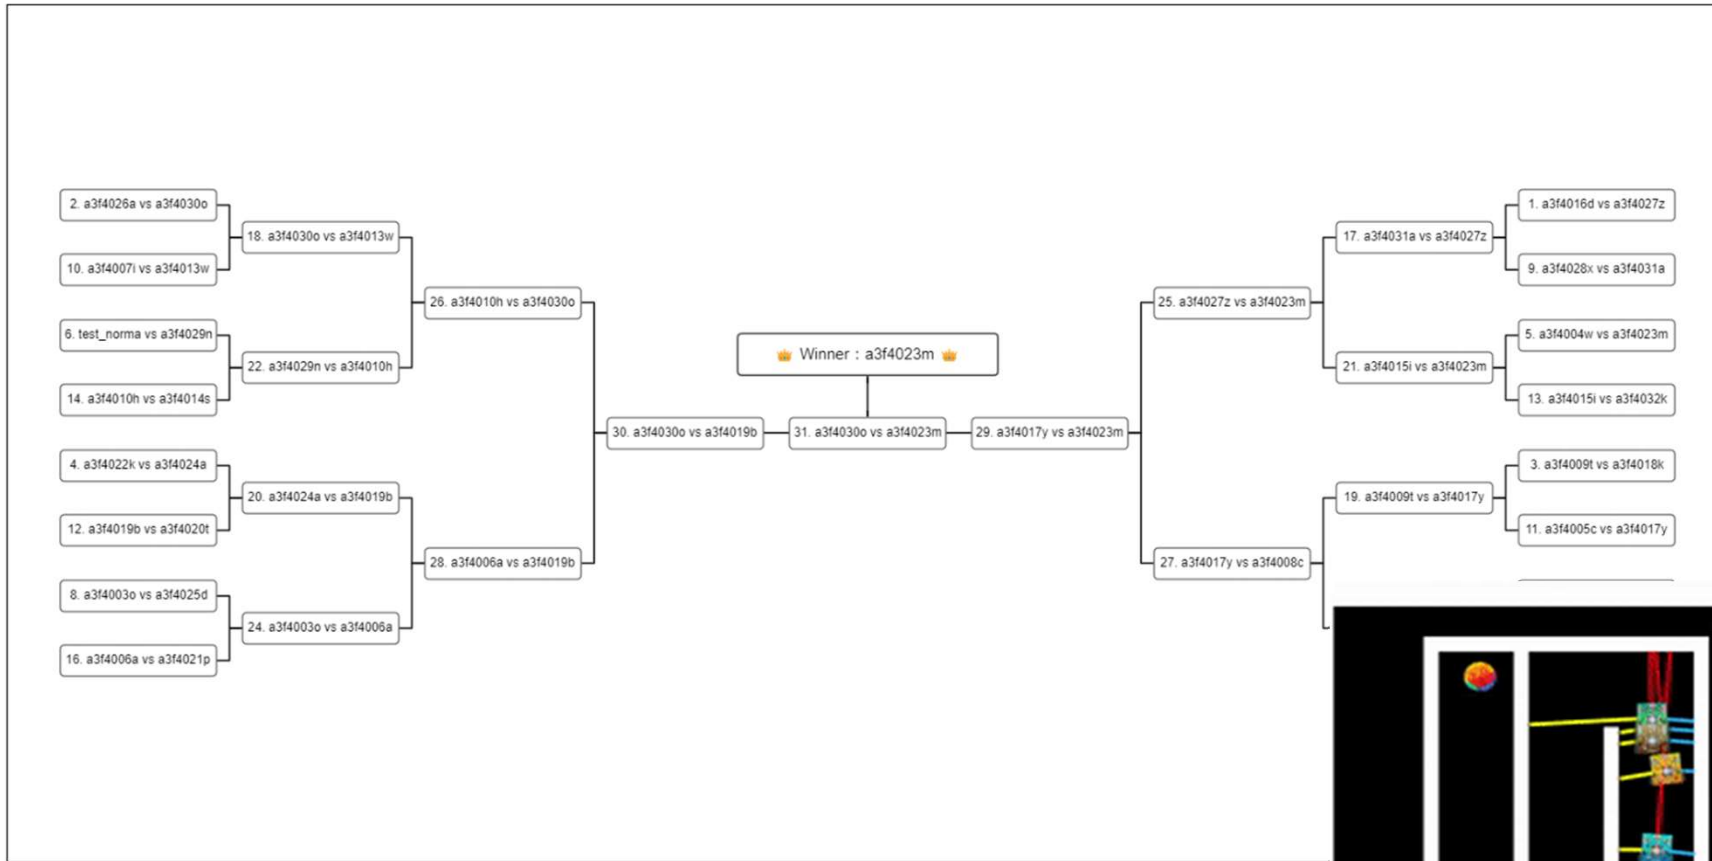 2. a3f4026a vs a3f4030o
10. a3f4007i vs a3f4013w
6. test_norma vs a3f4029n
14. a3f4010h vs a3f4014s
4. a3f4022k vs a3f4024a
12. a3f4019b vs a3f4020t
8. a3f4003o vs a3f4025d
16. a3f4006a vs a3f4021p
18. a3f4030o vs a3f4013w
22. a3f4029n vs a3f4010h
20. a3f4024a vs a3f4019b
24. a3f4003o vs a3f4006a
26. a3f4010h vs a3f4030o
28. a3f4006a vs a3f4019b
30. a3f4030o vs a3f4019b
Winner : a3f4023m
31. a3f4030o vs a3f4023m
29. a3f4017y vs a3f4023m
25. a3f4027z vs a3f4023m
27. a3f4017y vs a3f4008c
17. a3f4031a vs a3f4027z
21. a3f4015i vs a3f4023m
19. a3f4009t vs a3f4017y
1. a3f4016d vs a3f4027z
9. a3f4028x vs a3f4031a
5. a3f4004w vs a3f4023m
13. a3f4015i vs a3f4032k
3. a3f4009t vs a3f4018k
11. a3f4005c vs a3f4017y